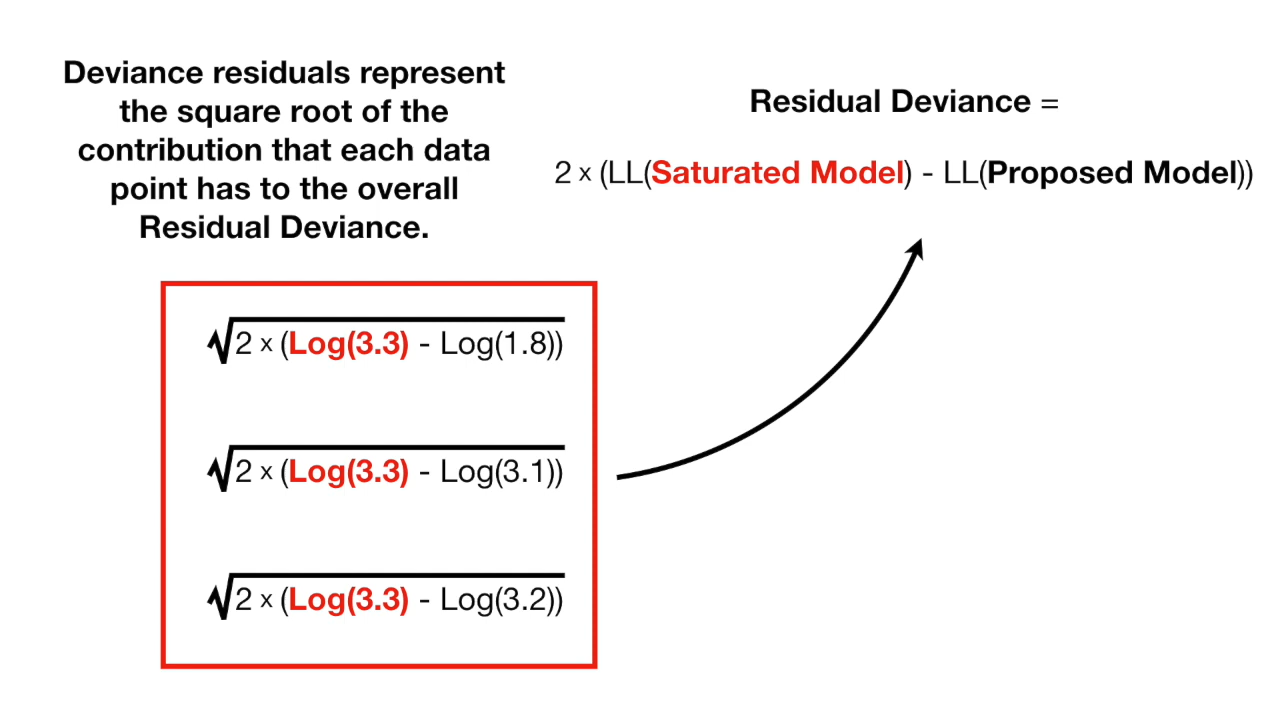 Deviance residuals represent
the square root of the
contribution that each data
point has to the overall
Residual Deviance.
Residual Deviance =
2 × (LL(Saturated Model) - LL(Proposed Model))
√2 × (Log(3.3) - Log(1.8))
√2 × (Log(3.3) - Log(3.1))
√2 × (Log(3.3) - Log(3.2))